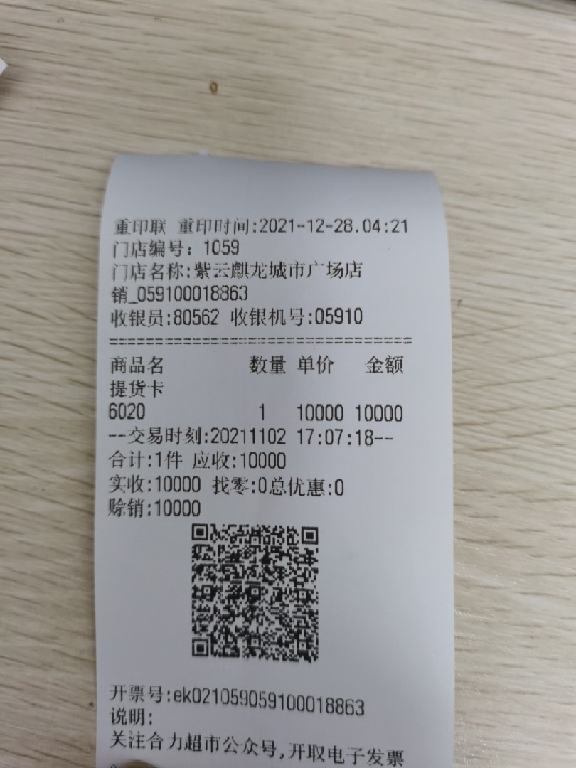 重印联 重印时间:2021-12-28.04:21
门店编号: 1059
门店名称:紫云麒龙城市广场店
销_059100018863
收银员:80562 收银机号:05910
==================================
商品名 数量 单价 金额
提货卡
6020 1 10000 10000
--交易时刻:20211102 17:07:18--
合计:1件 应收:10000
实收:10000 找零:0总优惠:0
赊销:10000
开票号:ek021059059100018863
说明:
关注合力超市公众号,开取电子发票